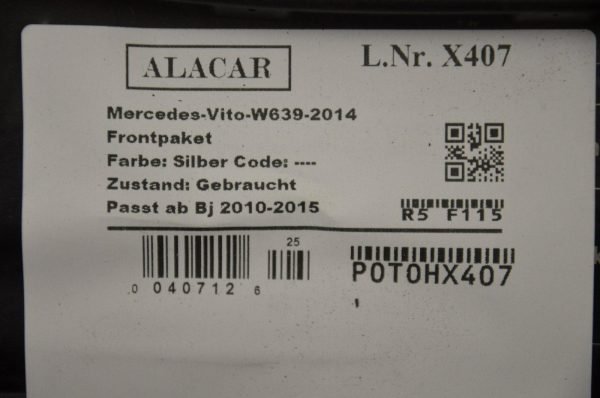 ALACAR
L.Nr. X407
Mercedes-Vito-W639-2014
Frontpaket
Farbe: Silber Code: ----
Zustand: Gebraucht
Passt ab Bj 2010-2015
R5 F115
25
0 040712 6
P0T0HX407